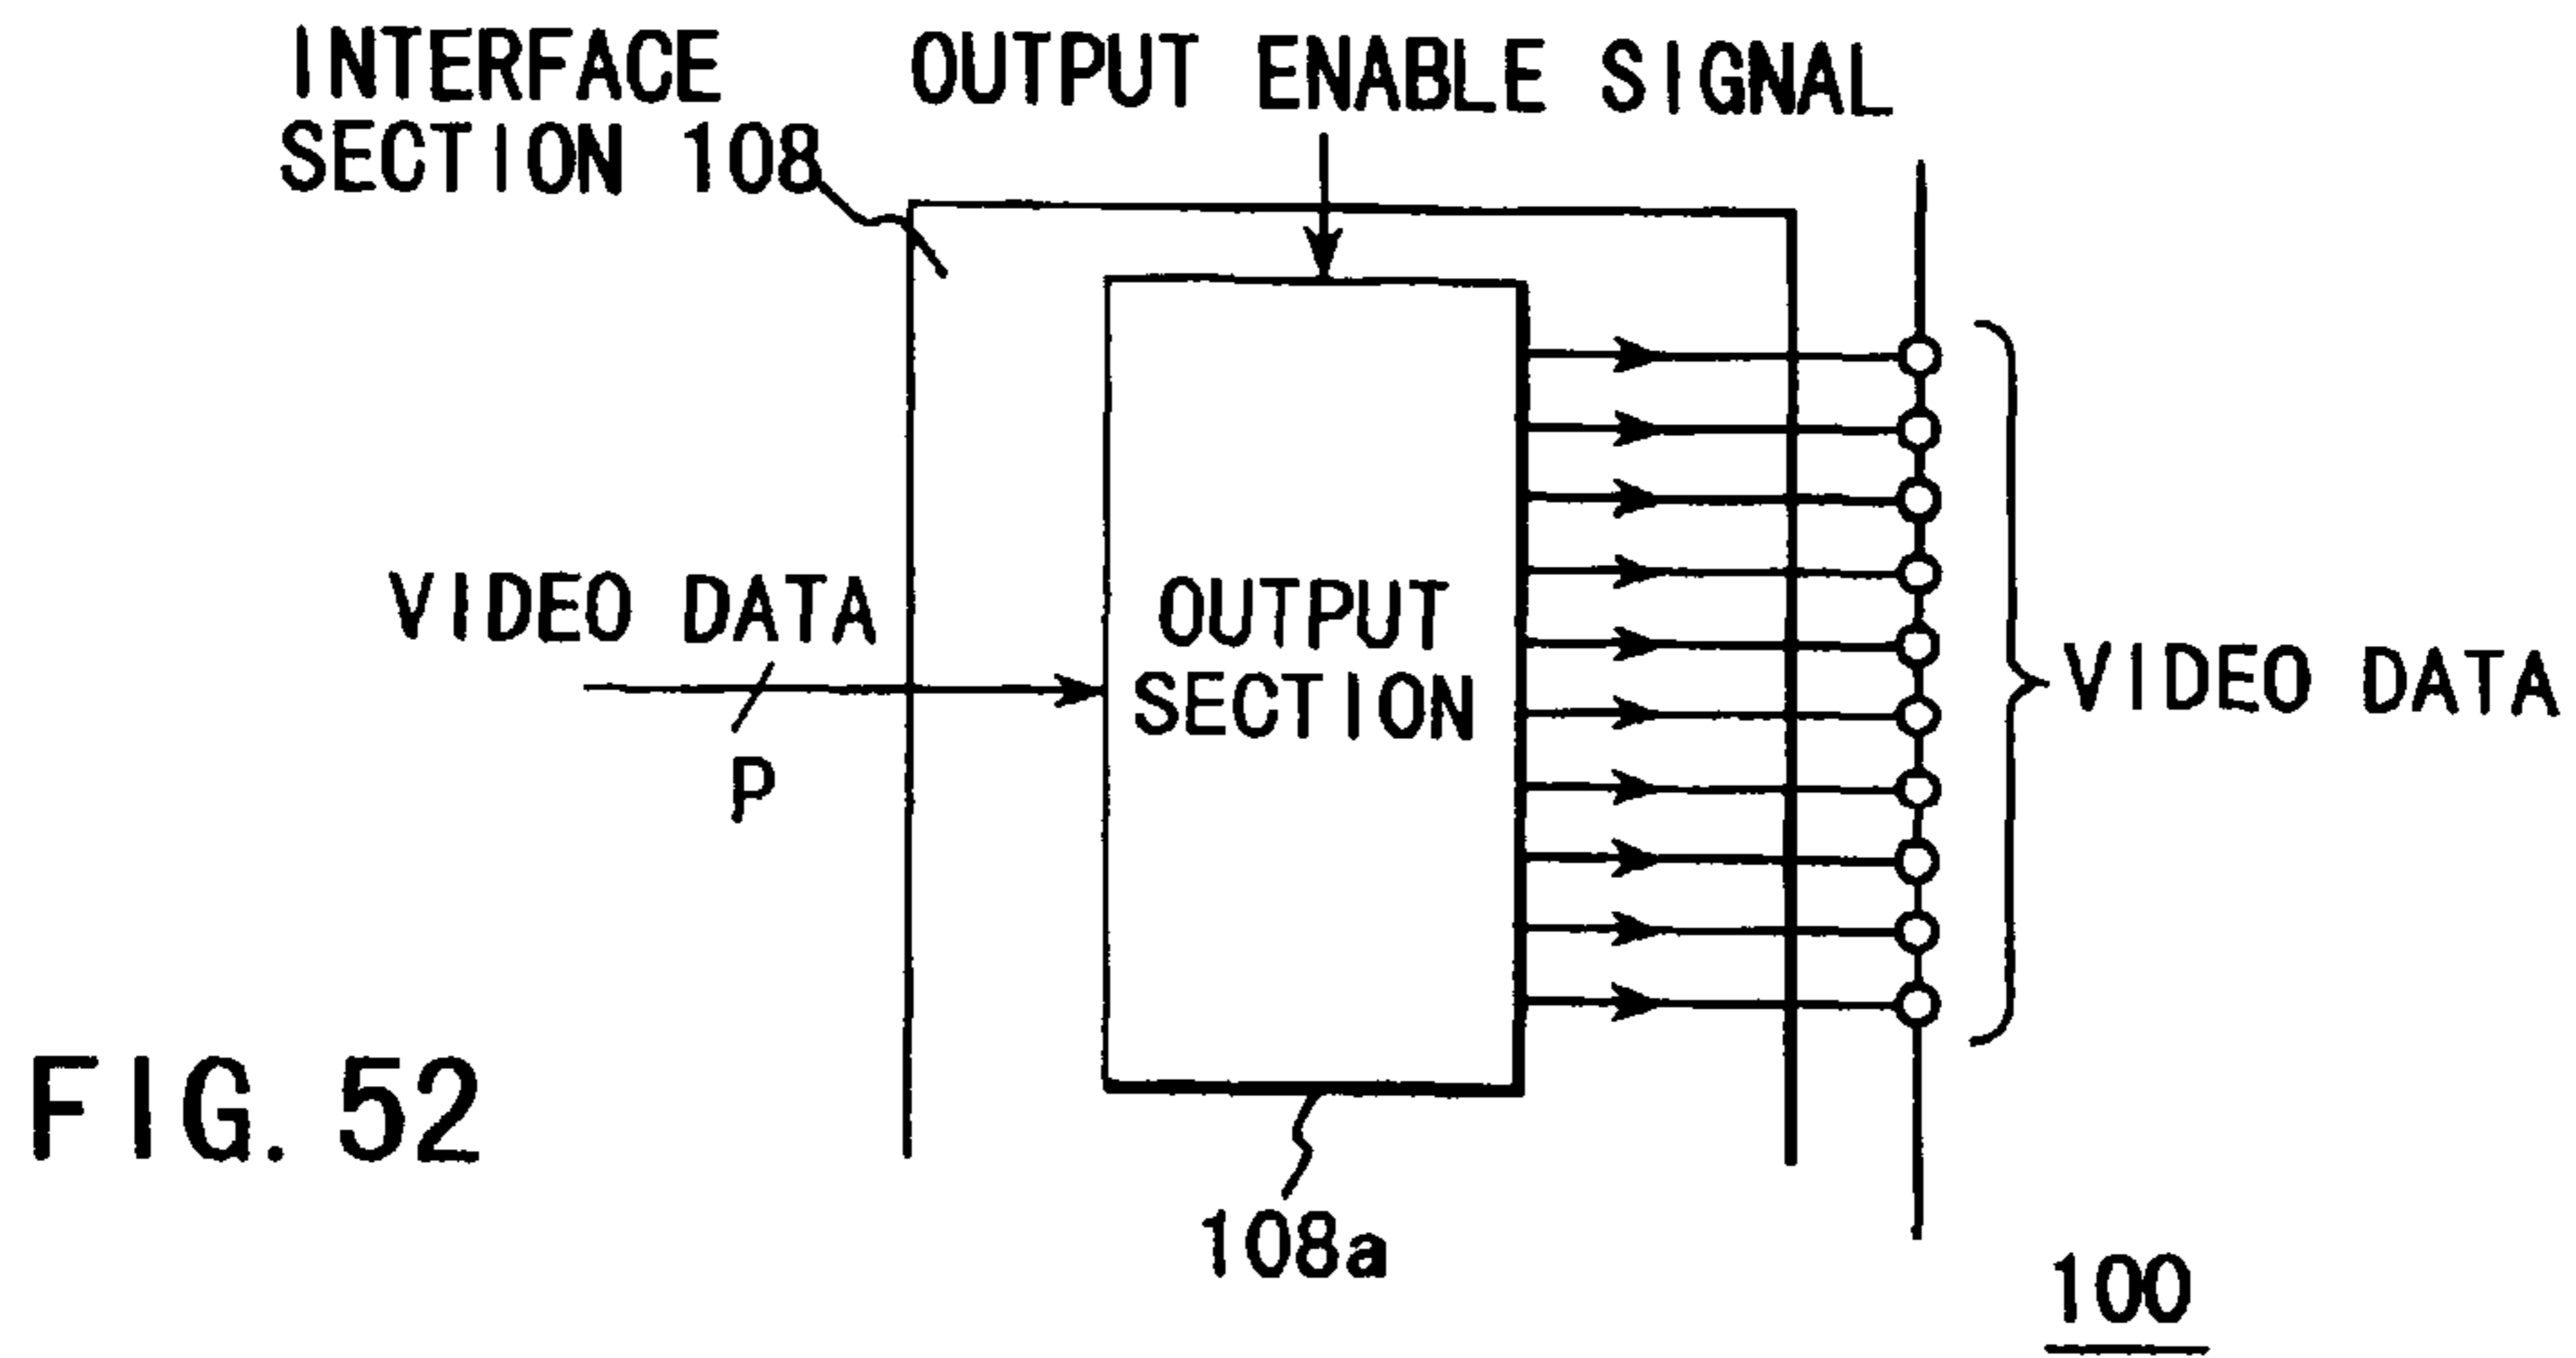 INTERFACE
SECTION 108
OUTPUT ENABLE SIGNAL
VIDEO DATA
P
OUTPUT
SECTION
VIDEO DATA
108a
FIG. 52
100